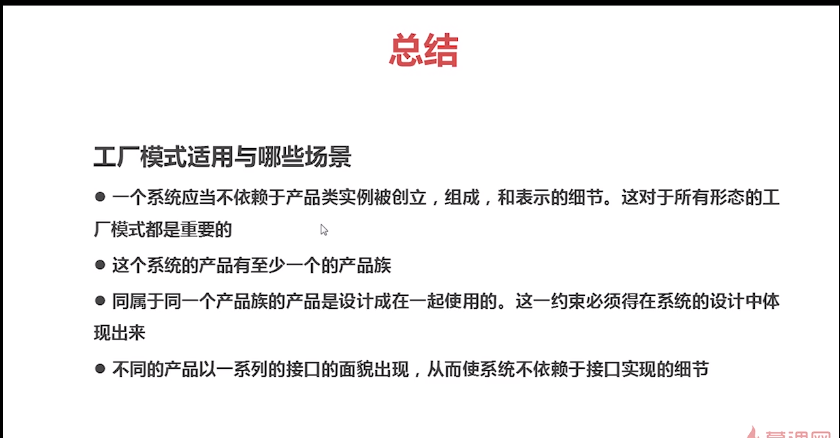 总结
工厂模式适用与哪些场景
● 一个系统应当不依赖于产品类实例被创立，组成，和表示的细节。这对于所有形态的工
厂模式都是重要的
● 这个系统的产品有至少一个的产品族
● 同属于同一个产品族的产品是设计成在一起使用的。这一约束必须得在系统的设计中体
现出来
● 不同的产品以一系列的接口的面貌出现，从而使系统不依赖于接口实现的细节